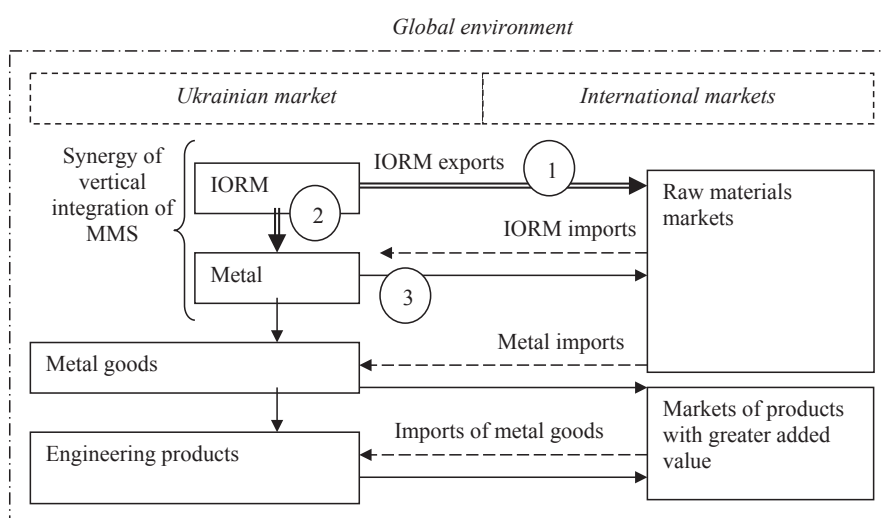 Global environment
Ukrainian market
International markets
Synergy of
vertical
integration of
MMS
IORM
IORM exports
1
Raw materials
markets
2
IORM imports
Metal
3
Metal imports
Metal goods
Markets of products
with greater added
value
Imports of metal goods
Engineering products